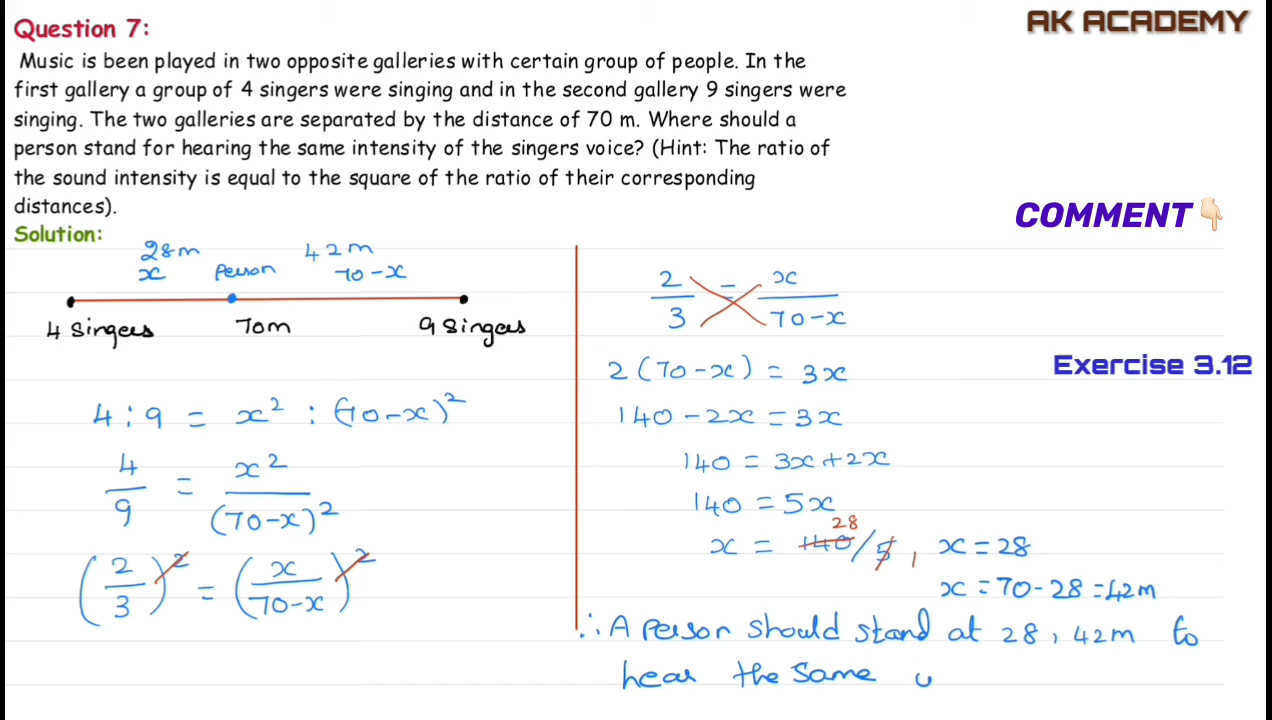 AK ACADEMY
Question 7:
Music is been played in two opposite galleries with certain group of people. In the
first gallery a group of 4 singers were singing and in the second gallery 9 singers were
singing. The two galleries are separated by the distance of 70 m. Where should a
person stand for hearing the same intensity of the singers voice? (Hint: The ratio of
the sound intensity is equal to the square of the ratio of their corresponding
distances).
COMMENT👇🏻
Solution:
28m 42m
x Person 70-x
4 Singers 70m 9 Singers
4 : 9 = x² : (70-x)²
4/9 = x²/(70-x)²
(2/3)² = (x/70-x)²
2/3 = x/70-x
Exercise 3.12
2(70-x) = 3x
140-2x = 3x
140 = 3x+2x
140 = 5x
28
x = 140/5, x = 28
1
x = 70-28 = 42m
∴ A Person should stand at 28, 42m to
hear the same